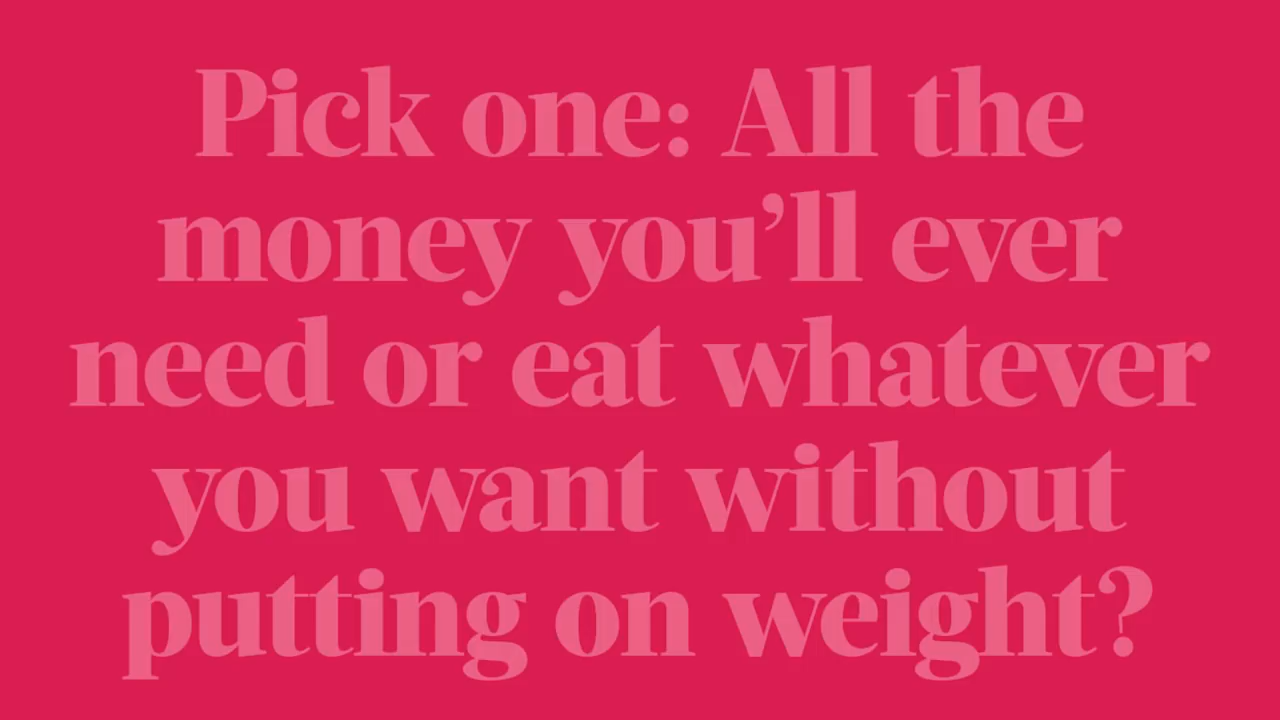 Pick one: All the
money you’ll ever
need or eat whatever
you want without
putting on weight?